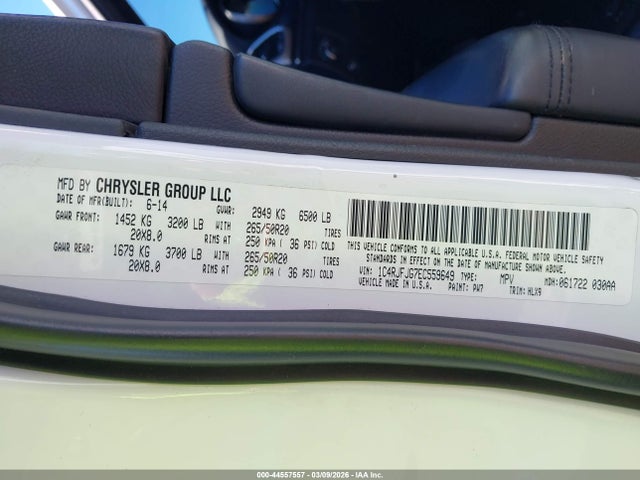 MFD BY CHRYSLER GROUP LLC
DATE OF MFR(BUILT): 6-14 GVWR: 2949 KG 6500 LB
GAWR FRONT: 1452 KG 3200 LB WITH 265/50R20 TIRES
20X8.0 RIMS AT 250 KPA ( 36 PSI) COLD
GAWR REAR: 1679 KG 3700 LB WITH 265/50R20 TIRES
20X8.0 RIMS AT 250 KPA ( 36 PSI) COLD
THIS VEHICLE CONFORMS TO ALL APPLICABLE U.S.A. FEDERAL MOTOR VEHICLE SAFETY
STANDARDS IN EFFECT ON THE DATE OF MANUFACTURE SHOWN ABOVE.
VIN: 1C4RJFJG7EC559649 TYPE: MPV MDH: 061722 030AA
VEHICLE MADE IN U.S.A. PAINT: PW7 TRIM: HLX9
000-44557557 | 03/09/2026 - IAAI.com